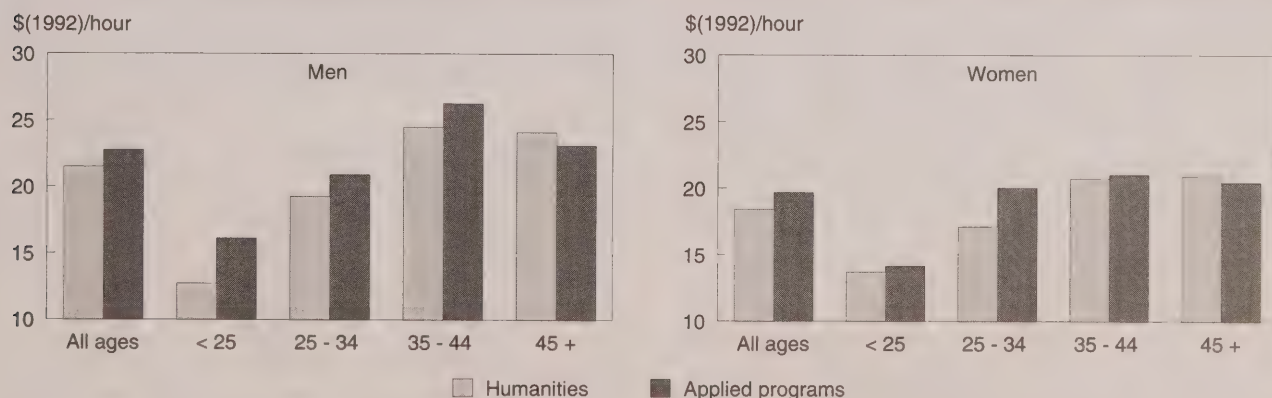 $(1992)/hour
30
25
20
15
10
Men
All ages < 25 25 - 34 35 - 44 45 +
$(1992)/hour
30
25
20
15
10
Women
All ages < 25 25 - 34 35 - 44 45 +
Humanities Applied programs